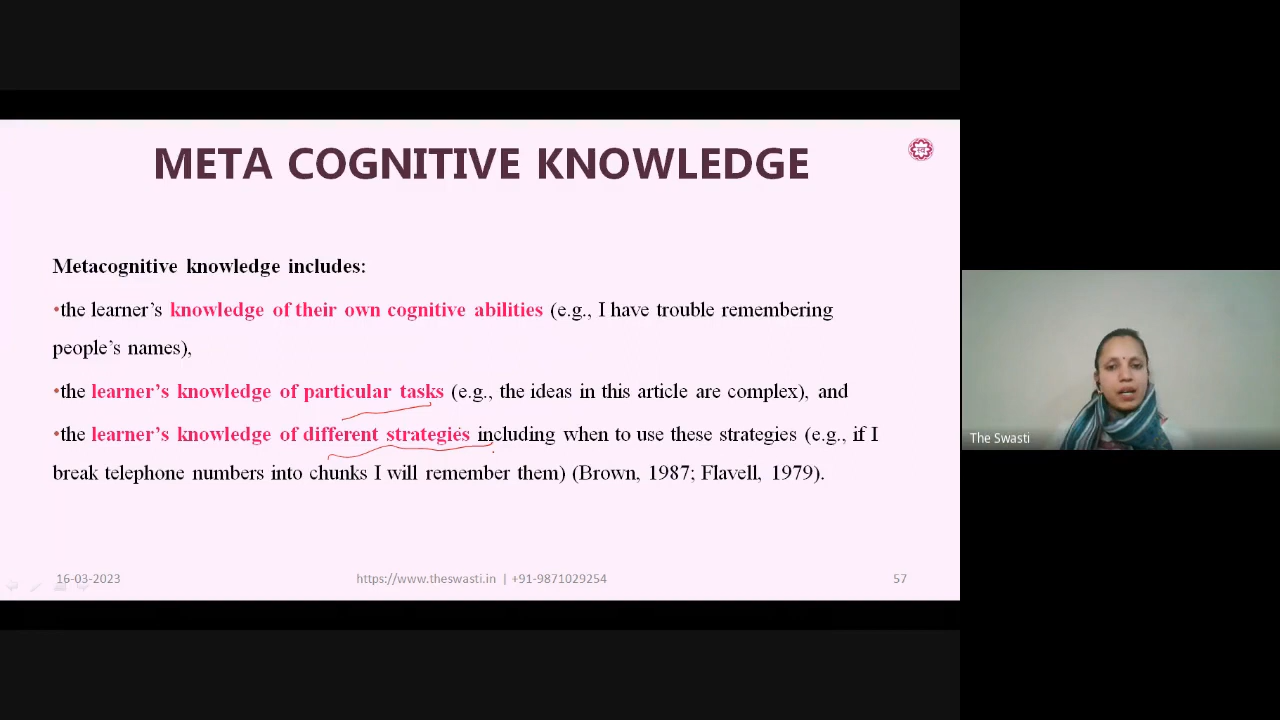 META COGNITIVE KNOWLEDGE
Metacognitive knowledge includes:
•the learner’s knowledge of their own cognitive abilities (e.g., I have trouble remembering
people’s names),
•the learner’s knowledge of particular tasks (e.g., the ideas in this article are complex), and
•the learner’s knowledge of different strategies including when to use these strategies (e.g., if I
break telephone numbers into chunks I will remember them) (Brown, 1987; Flavell, 1979).
16-03-2023
https://www.theswasti.in | +91-9871029254
57
The Swasti